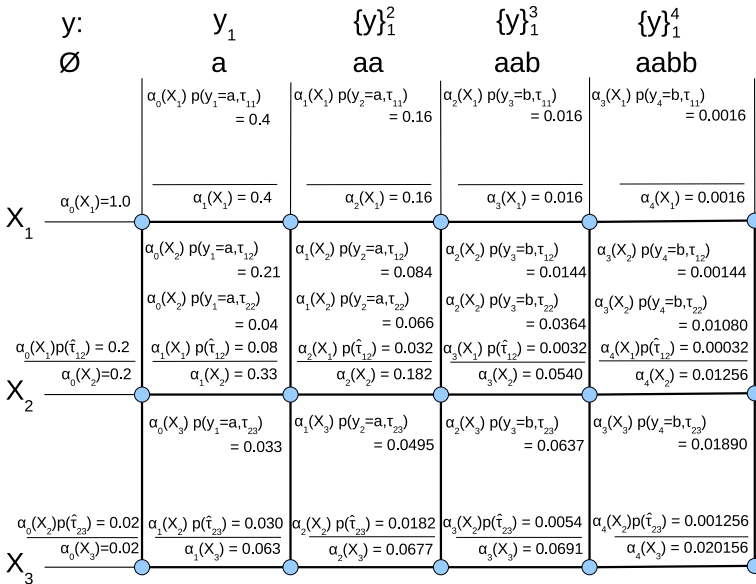 y: y₁ {y}₁² {y}₁³ {y}₁⁴
Ø a aa aab aabb
α₀(X₁) p(y₁=a,τ₁₁) α₁(X₁) p(y₂=a,τ₁₁) α₂(X₁) p(y₃=b,τ₁₁) α₃(X₁) p(y₄=b,τ₁₁)
= 0.4 = 0.16 = 0.016 = 0.0016
α₀(X₁)=1.0 α₁(X₁) = 0.4 α₂(X₁) = 0.16 α₃(X₁) = 0.016 α₄(X₁) = 0.0016
X₁
α₀(X₂) p(y₁=a,τ₁₂) α₁(X₂) p(y₂=a,τ₁₂) α₂(X₂) p(y₃=b,τ₁₂) α₃(X₂) p(y₄=b,τ₁₂)
= 0.21 = 0.084 = 0.0144 = 0.00144
α₀(X₂) p(y₁=a,τ₂₂) α₁(X₂) p(y₂=a,τ₂₂) α₂(X₂) p(y₃=b,τ₂₂) α₃(X₂) p(y₄=b,τ₂₂)
= 0.04 = 0.066 = 0.0364 = 0.01080
α₀(X₁)p(τ̂₁₂) = 0.2 α₁(X₁) p(τ̂₁₂) = 0.08 α₂(X₁) p(τ̂₁₂) = 0.032 α₃(X₁) p(τ̂₁₂) = 0.0032 α₄(X₁)p(τ̂₁₂) = 0.00032
α₀(X₂)=0.2 α₁(X₂) = 0.33 α₂(X₂) = 0.182 α₃(X₂) = 0.0540 α₄(X₂) = 0.01256
X₂
α₀(X₃) p(y₁=a,τ₂₃) α₁(X₃) p(y₂=a,τ₂₃) α₂(X₃) p(y₃=b,τ₂₃) α₃(X₃) p(y₄=b,τ₂₃)
= 0.033 = 0.0495 = 0.0637 = 0.01890
α₀(X₂)p(τ̂₂₃) = 0.02 α₁(X₂) p(τ̂₂₃) = 0.030 α₂(X₂) p(τ̂₂₃) = 0.0182 α₃(X₂)p(τ̂₂₃) = 0.0054 α₄(X₂)p(τ̂₂₃) = 0.001256
α₀(X₃)=0.02 α₁(X₃) = 0.063 α₂(X₃) = 0.0677 α₃(X₃) = 0.0691 α₄(X₃) = 0.020156
X₃